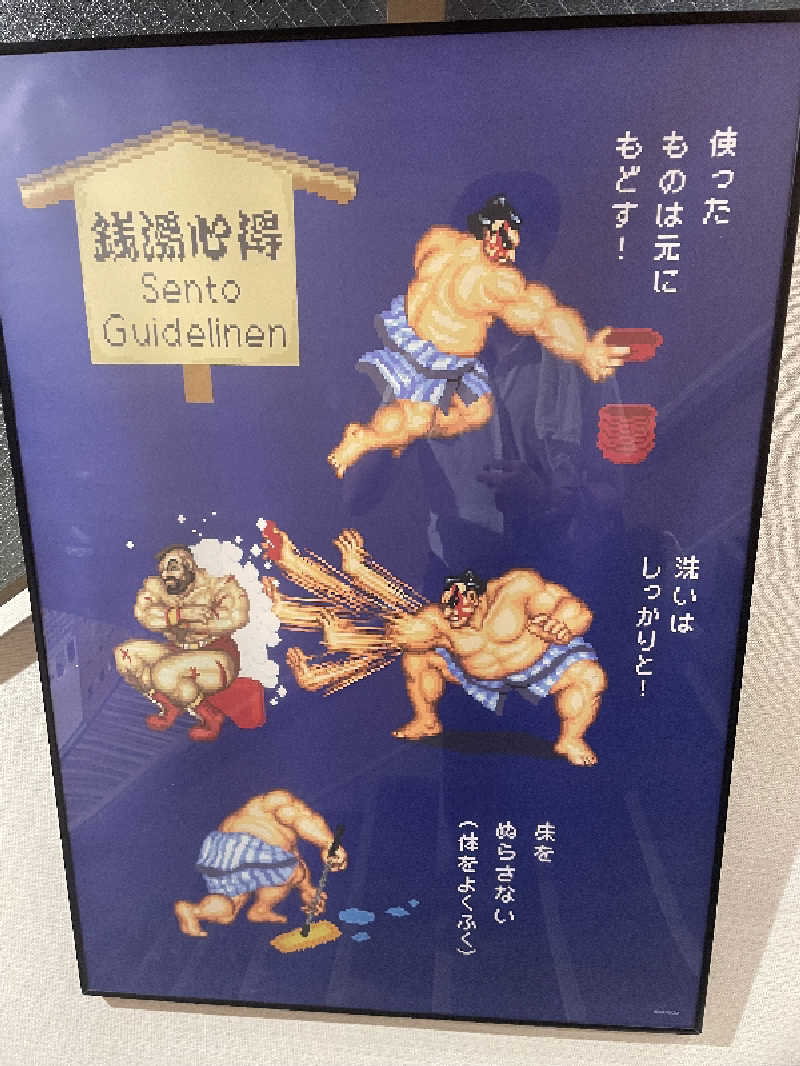 銭湯心得
Sento
Guidelinen
使った
ものは元に
もどす!
洗いは
しっかりと!
床を
ぬらさない
(体をよくふく)